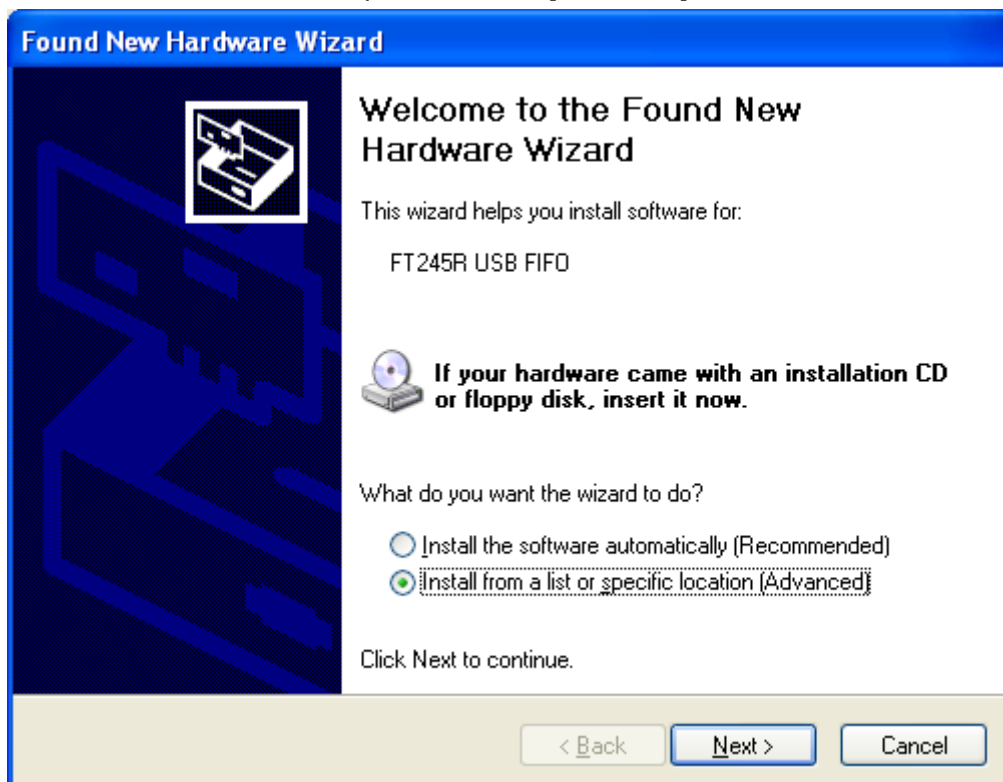 Found New Hardware Wizard
Welcome to the Found New
Hardware Wizard
This wizard helps you install software for:
FT245R USB FIFO
If your hardware came with an installation CD
or floppy disk, insert it now.
What do you want the wizard to do?
Install the software automatically (Recommended)
Install from a list or specific location (Advanced)
Click Next to continue.
< Back Next > Cancel